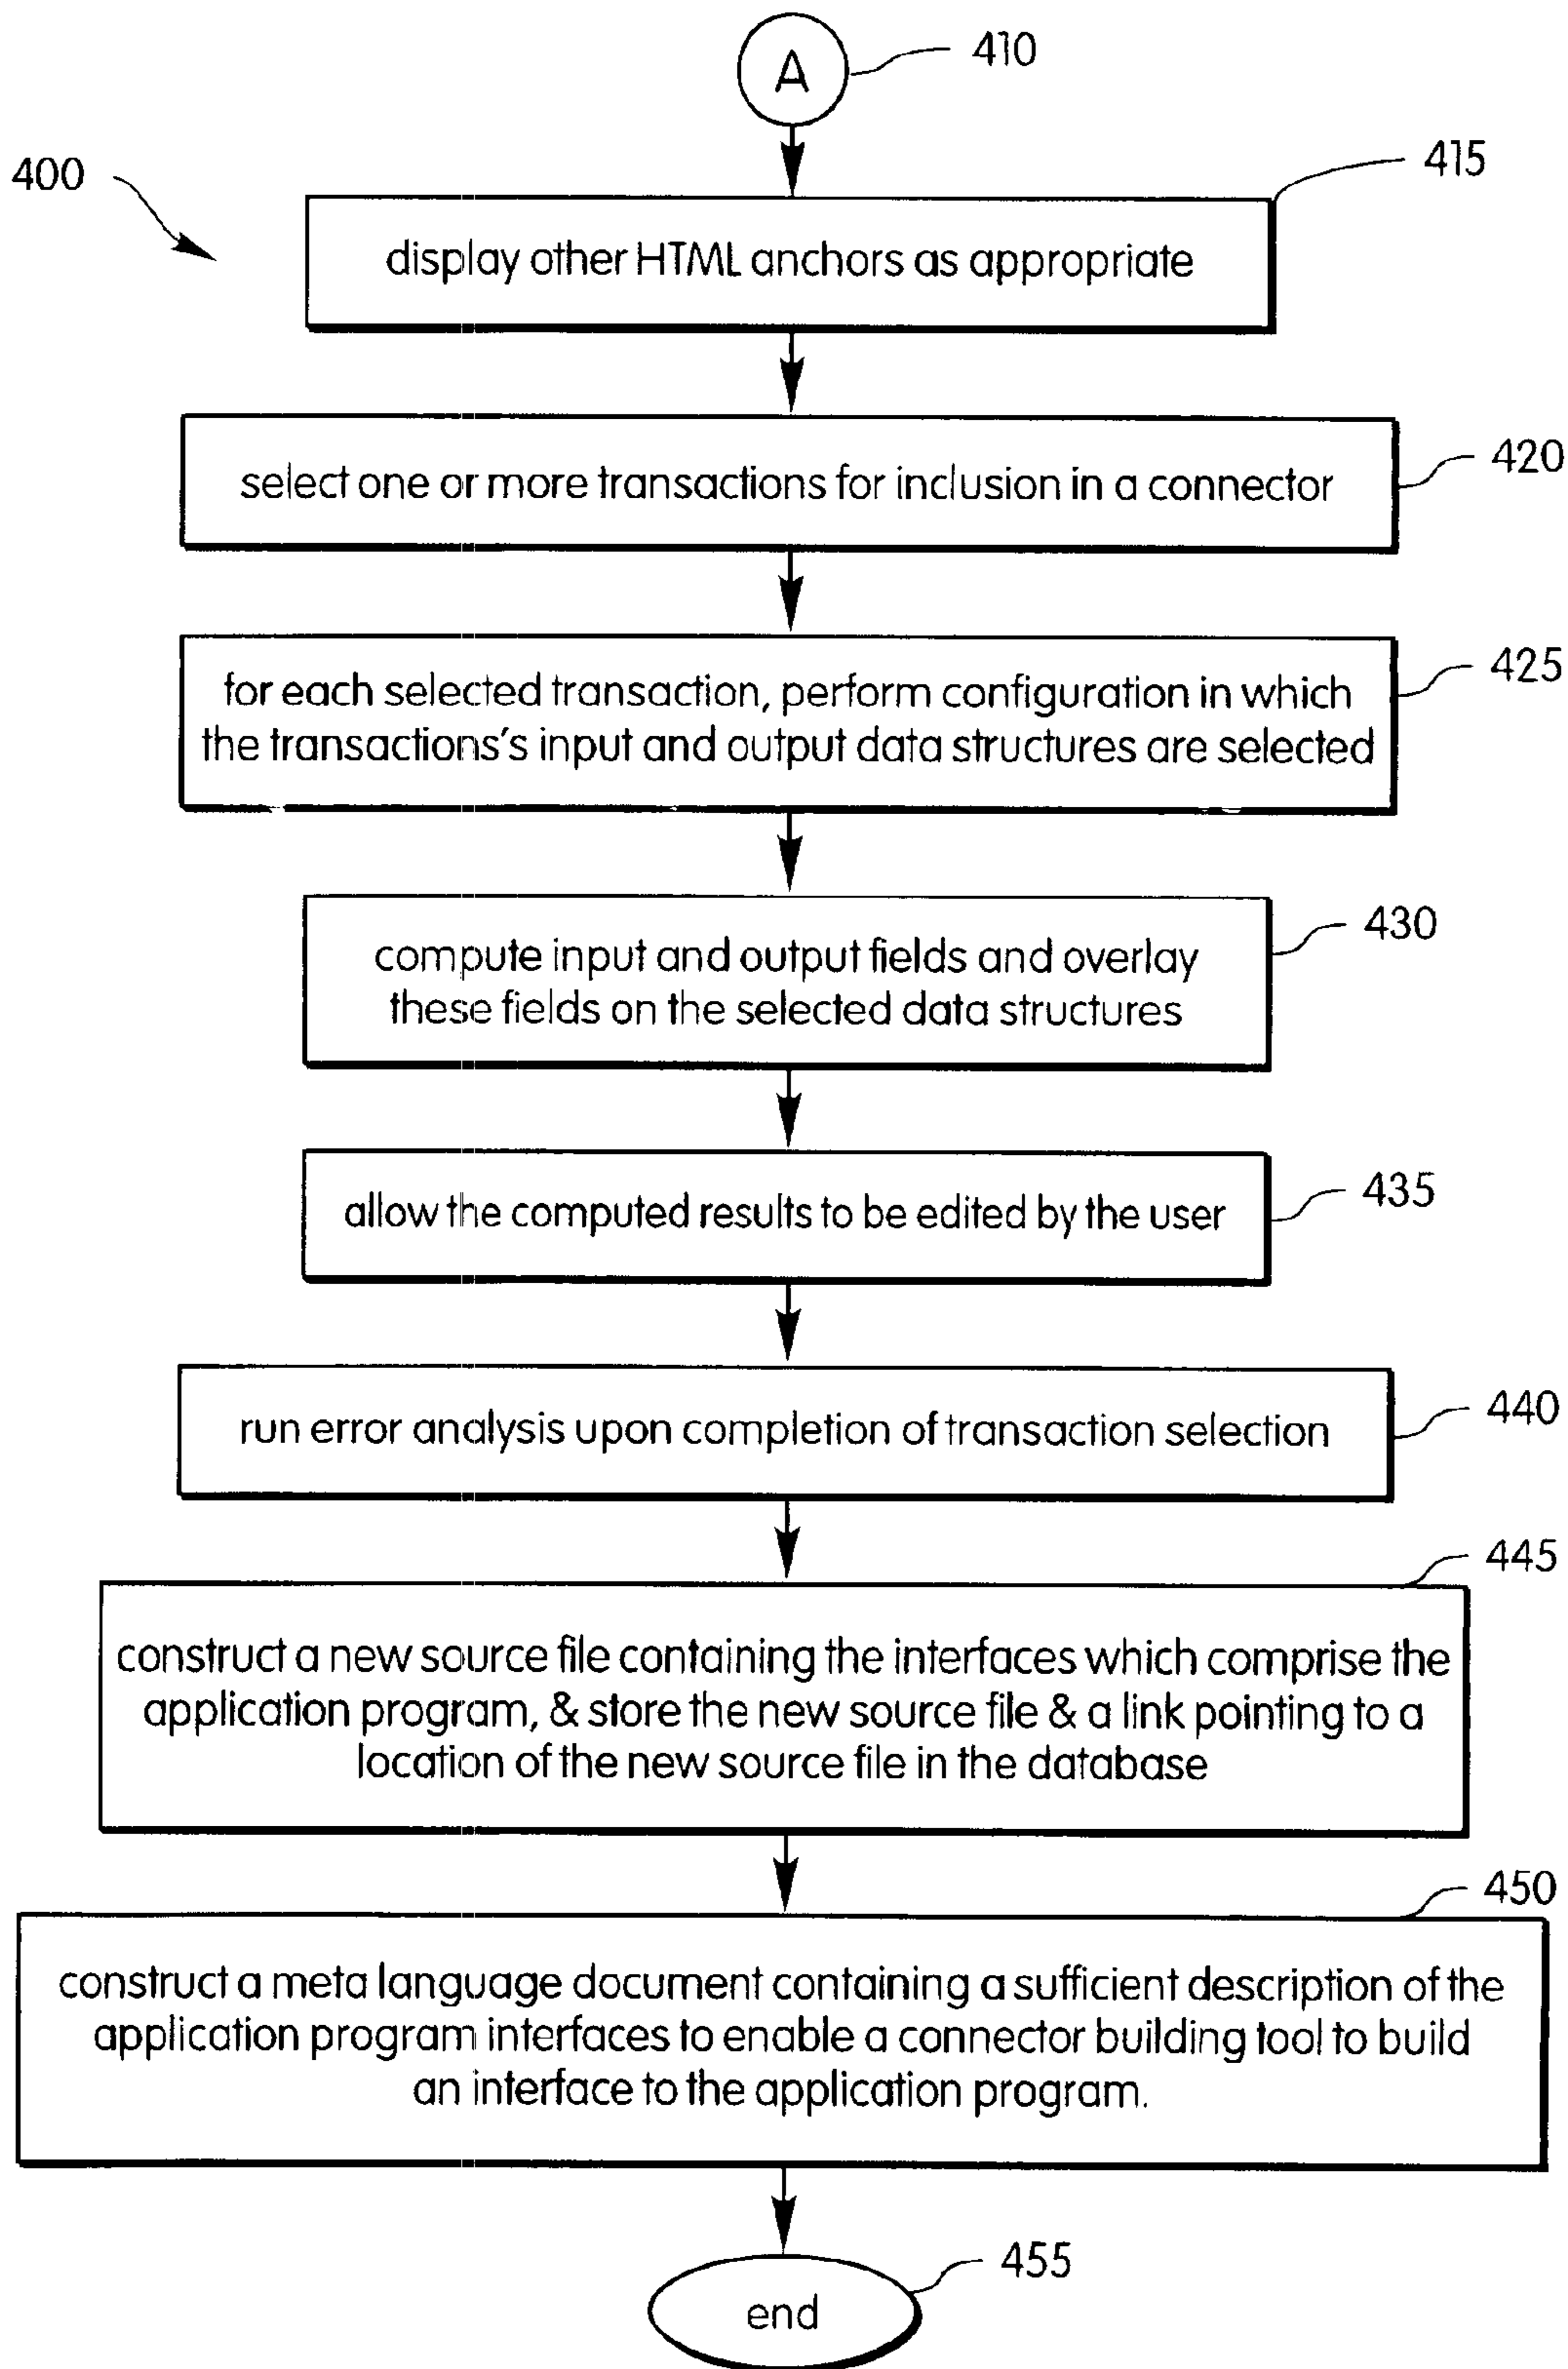 A
410
400
415
display other HTML anchors as appropriate
select one or more transactions for inclusion in a connector
420
for each selected transaction, perform configuration in which
the transactions's input and output data structures are selected
425
compute input and output fields and overlay
these fields on the selected data structures
430
allow the computed results to be edited by the user
435
run error analysis upon completion of transaction selection
440
445
construct a new source file containing the interfaces which comprise the
application program, & store the new source file & a link pointing to a
location of the new source file in the database
450
construct a meta language document containing a sufficient description of the
application program interfaces to enable a connector building tool to build
an interface to the application program.
455
end